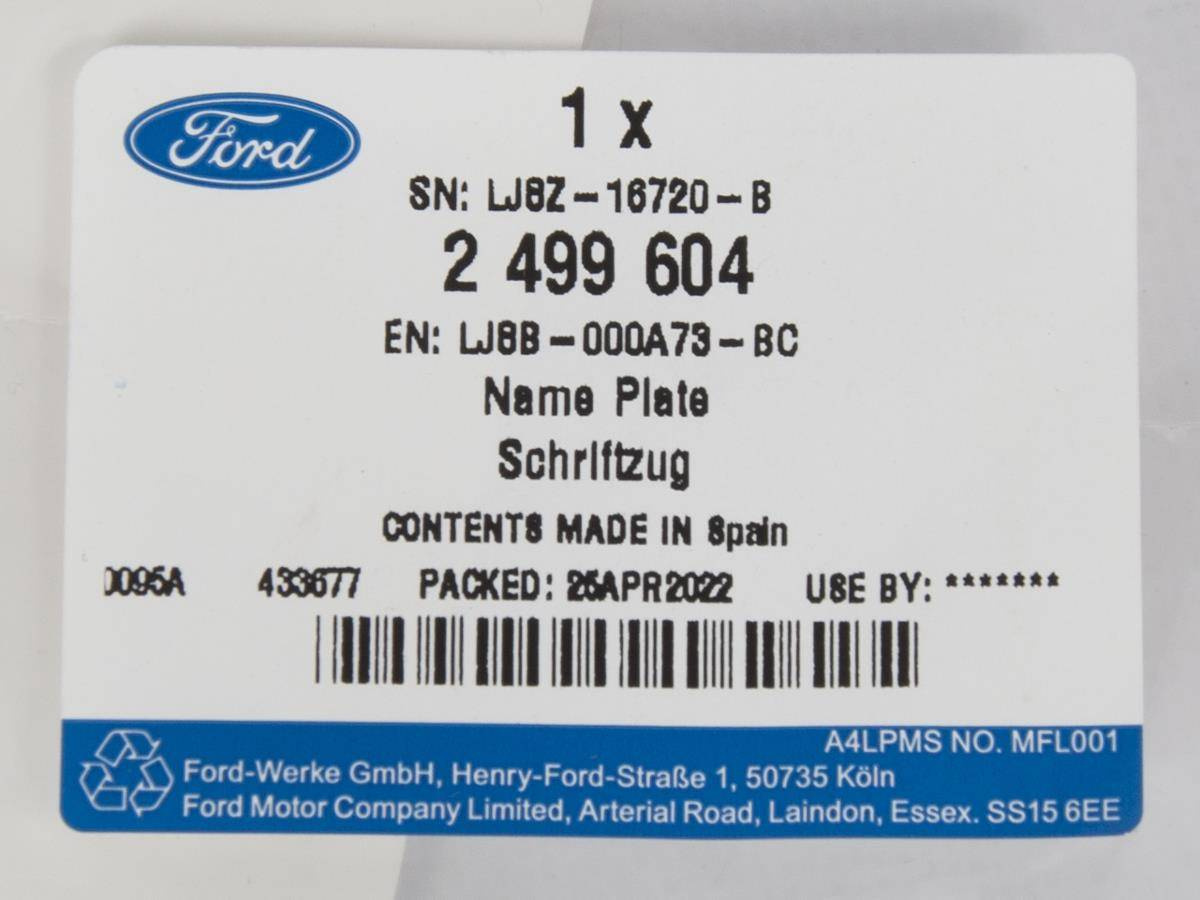 Ford
1 x
SN: LJ8Z-16720-B
2 499 604
EN: LJ8B-000A73-BC
Name Plate
Schriftzug
CONTENTS MADE IN Spain
0095A 433677 PACKED: 25APR2022 USE BY: *******
A4LPMS NO. MFL001
Ford-Werke GmbH, Henry-Ford-Straße 1, 50735 Köln
Ford Motor Company Limited, Arterial Road, Laindon, Essex. SS15 6EE